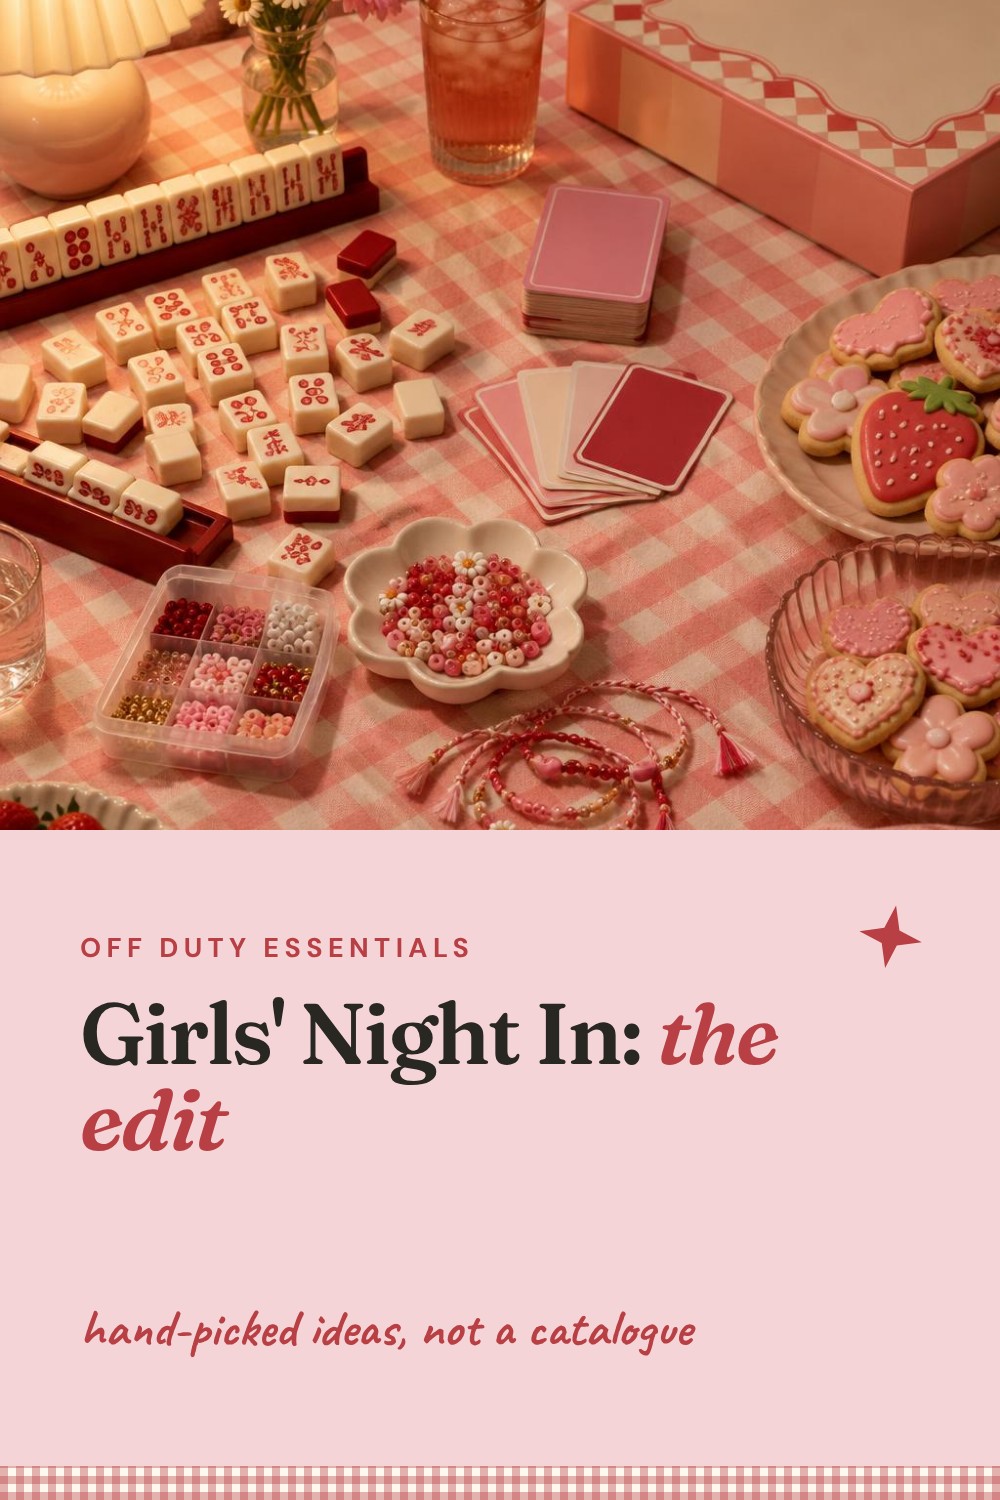 OFF DUTY ESSENTIALS
Girls' Night In: the
edit
hand-picked ideas, not a catalogue